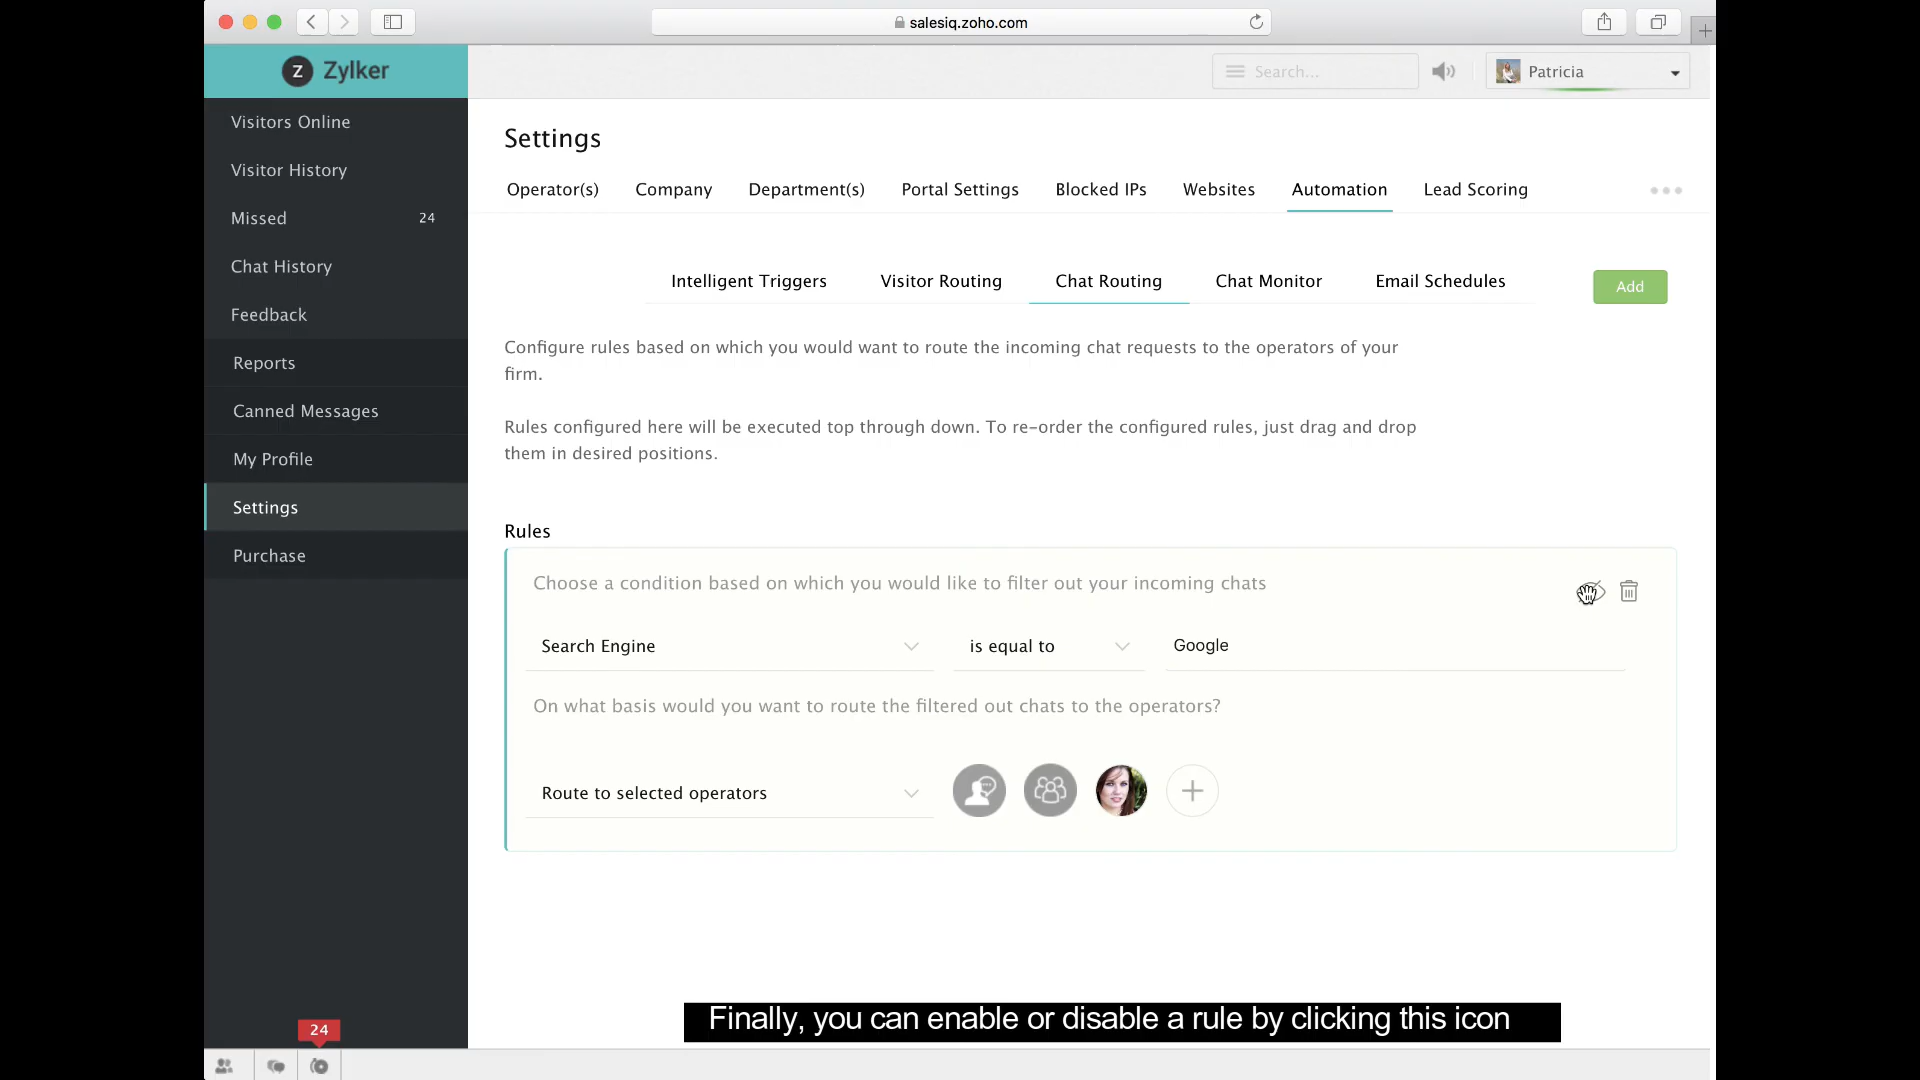 salesiq.zoho.com
Z Zylker
Search...
Patricia
Visitors Online
Visitor History
Missed 24
Chat History
Feedback
Reports
Canned Messages
My Profile
Settings
Purchase
24
Settings
Operator(s) Company Department(s) Portal Settings Blocked IPs Websites Automation Lead Scoring
Intelligent Triggers Visitor Routing Chat Routing Chat Monitor Email Schedules Add
Configure rules based on which you would want to route the incoming chat requests to the operators of your
firm.
Rules configured here will be executed top through down. To re-order the configured rules, just drag and drop
them in desired positions.
Rules
Choose a condition based on which you would like to filter out your incoming chats
Search Engine is equal to Google
On what basis would you want to route the filtered out chats to the operators?
Route to selected operators
Finally, you can enable or disable a rule by clicking this icon